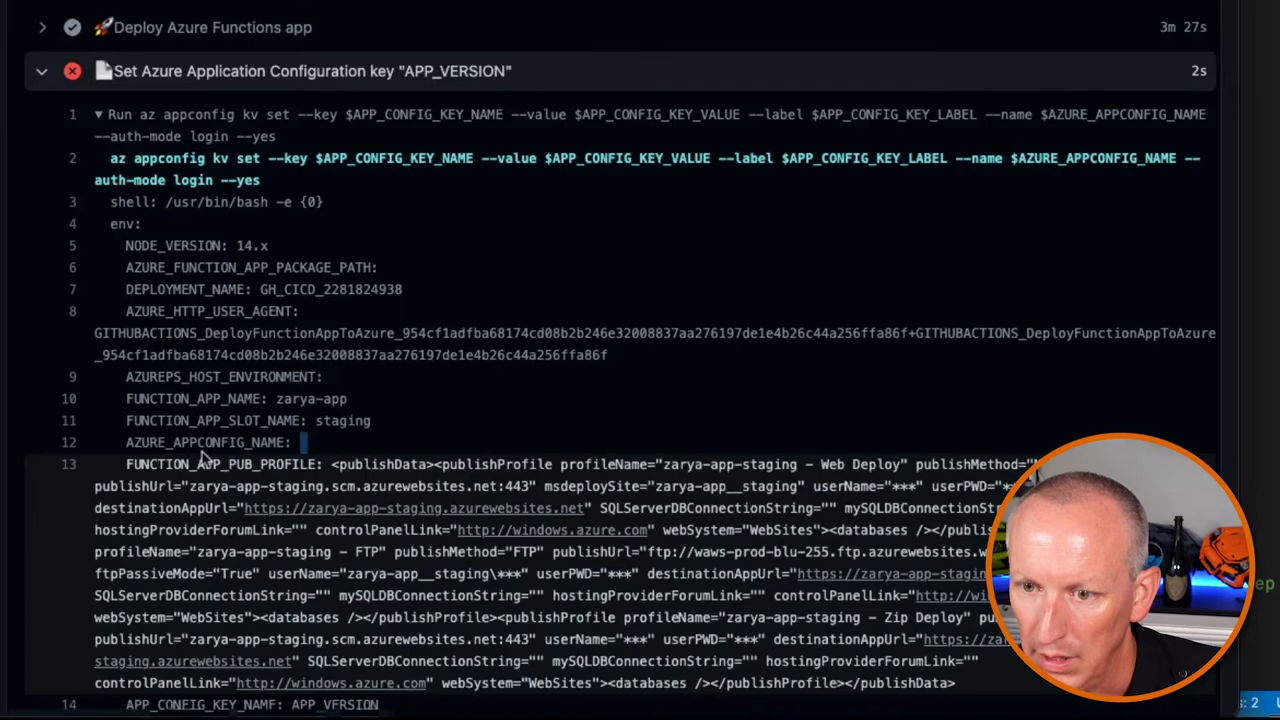 🚀Deploy Azure Functions app 3m 27s
📄Set Azure Application Configuration key "APP_VERSION" 2s
1 ▼ Run az appconfig kv set --key $APP_CONFIG_KEY_NAME --value $APP_CONFIG_KEY_VALUE --label $APP_CONFIG_KEY_LABEL --name $AZURE_APPCONFIG_NAME
--auth-mode login --yes
2 az appconfig kv set --key $APP_CONFIG_KEY_NAME --value $APP_CONFIG_KEY_VALUE --label $APP_CONFIG_KEY_LABEL --name $AZURE_APPCONFIG_NAME --
auth-mode login --yes
3 shell: /usr/bin/bash -e {0}
4 env:
5 NODE_VERSION: 14.x
6 AZURE_FUNCTION_APP_PACKAGE_PATH:
7 DEPLOYMENT_NAME: GH_CICD_2281824938
8 AZURE_HTTP_USER_AGENT:
GITHUBACTIONS_DeployFunctionAppToAzure_954cf1adfba68174cd08b2b246e32008837aa276197de1e4b26c44a256ffa86f+GITHUBACTIONS_DeployFunctionAppToAzure
_954cf1adfba68174cd08b2b246e32008837aa276197de1e4b26c44a256ffa86f
9 AZUREPS_HOST_ENVIRONMENT:
10 FUNCTION_APP_NAME: zarya-app
11 FUNCTION_APP_SLOT_NAME: staging
12 AZURE_APPCONFIG_NAME:
13 FUNCTION_APP_PUB_PROFILE: <publishData><publishProfile profileName="zarya-app-staging - Web Deploy" publishMethod=
publishUrl="zarya-app-staging.scm.azurewebsites.net:443" msdeploySite="zarya-app__staging" userName="***" userPWD="***"
destinationAppUrl="https://zarya-app-staging.azurewebsites.net" SQLServerDBConnectionString="" mySQLDBConnectionString=
hostingProviderForumLink="" controlPanelLink="http://windows.azure.com" webSystem="WebSites"><databases /></publis
profileName="zarya-app-staging - FTP" publishMethod="FTP" publishUrl="ftp://waws-prod-blu-255.ftp.azurewebsites.w
ftpPassiveMode="True" userName="zarya-app__staging\***" userPWD="***" destinationAppUrl="https://zarya-app-staging
SQLServerDBConnectionString="" mySQLDBConnectionString="" hostingProviderForumLink="" controlPanelLink="http://win
webSystem="WebSites"><databases /></publishProfile><publishProfile profileName="zarya-app-staging - Zip Deploy" pu
publishUrl="zarya-app-staging.scm.azurewebsites.net:443" userName="***" userPWD="***" destinationAppUrl="https://zar
staging.azurewebsites.net" SQLServerDBConnectionString="" mySQLDBConnectionString="" hostingProviderForumLink=""
controlPanelLink="http://windows.azure.com" webSystem="WebSites"><databases /></publishProfile></publishData>
14 APP_CONFIG_KEY_NAME: APP_VERSION